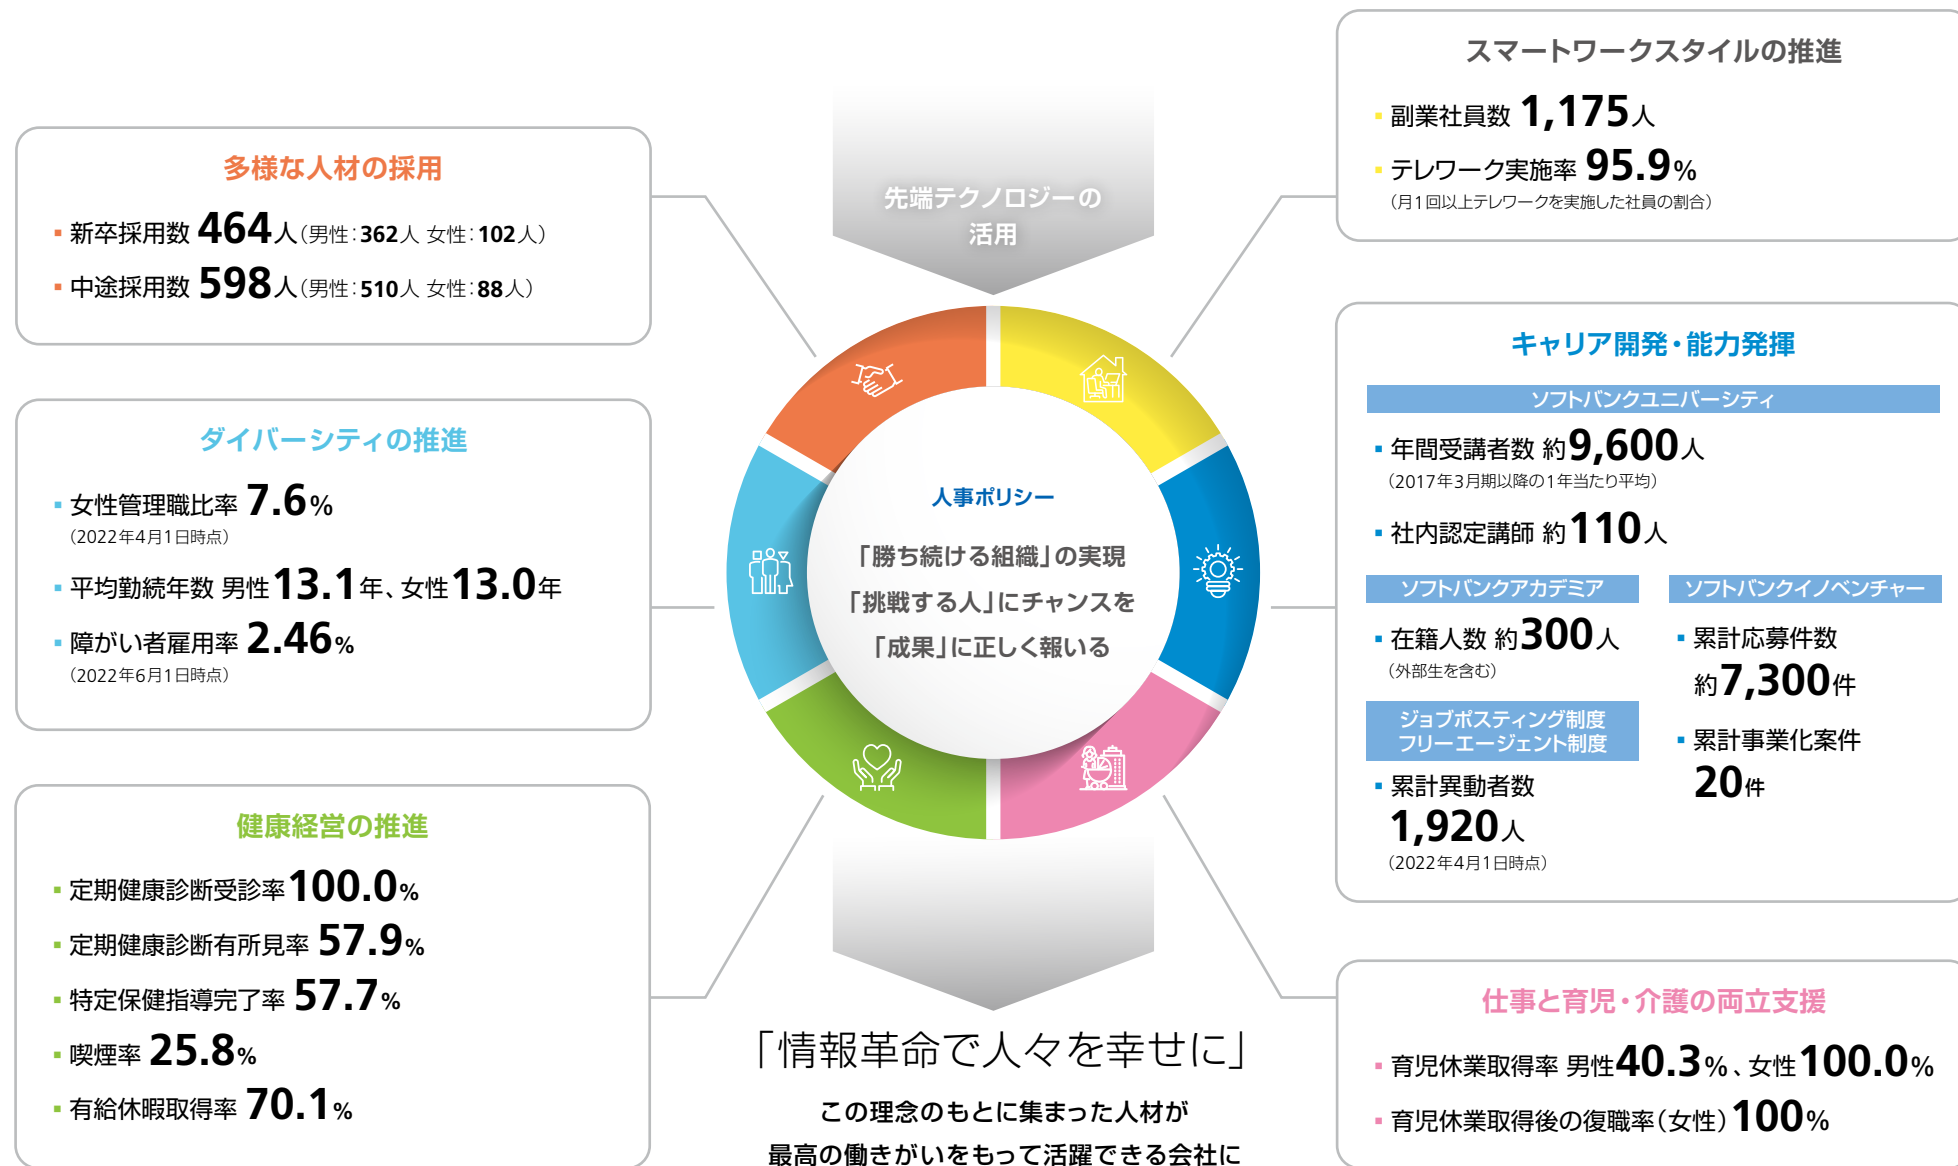 多様な人材の採用
新卒採用数 464人（男性：362人 女性：102人）
中途採用数 598人（男性：510人 女性：88人）
ダイバーシティの推進
女性管理職比率 7.6%
（2022年4月1日時点）
平均勤続年数 男性13.1年、女性13.0年
障がい者雇用率 2.46%
（2022年6月1日時点）
健康経営の推進
定期健康診断受診率100.0%
定期健康診断有所見率 57.9%
特定保健指導完了率 57.7%
喫煙率 25.8%
有給休暇取得率 70.1%
先端テクノロジーの
活用
人事ポリシー
「勝ち続ける組織」の実現
「挑戦する人」にチャンスを
「成果」に正しく報いる
「情報革命で人々を幸せに」
この理念のもとに集まった人材が
最高の働きがいをもって活躍できる会社に
スマートワークスタイルの推進
副業社員数 1,175人
テレワーク実施率 95.9%
（月1回以上テレワークを実施した社員の割合）
キャリア開発・能力発揮
ソフトバンクユニバーシティ
年間受講者数 約9,600人
（2017年3月期以降の1年当たり平均）
社内認定講師 約110人
ソフトバンクアカデミア
在籍人数 約300人
（外部生を含む）
ジョブポスティング制度
フリーエージェント制度
累計異動者数
1,920人
（2022年4月1日時点）
ソフトバンクイノベンチャー
累計応募件数
約7,300件
累計事業化案件
20件
仕事と育児・介護の両立支援
育児休業取得率 男性40.3%、女性100.0%
育児休業取得後の復職率（女性）100%